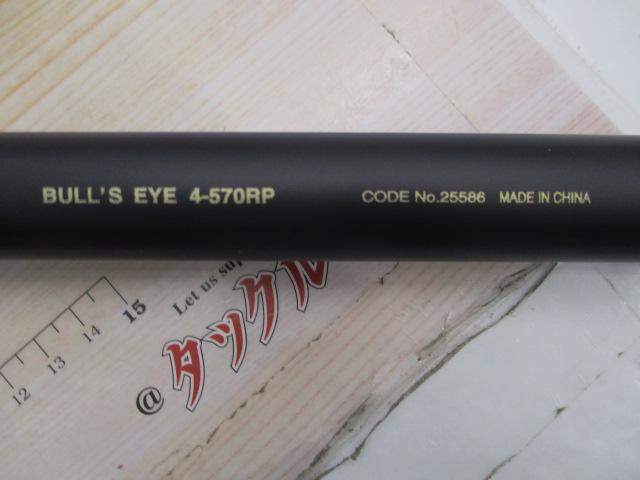 BULL'S EYE 4-570RP CODE No.25586 MADE IN CHINA
Let us
12 13 14 15
@タックル